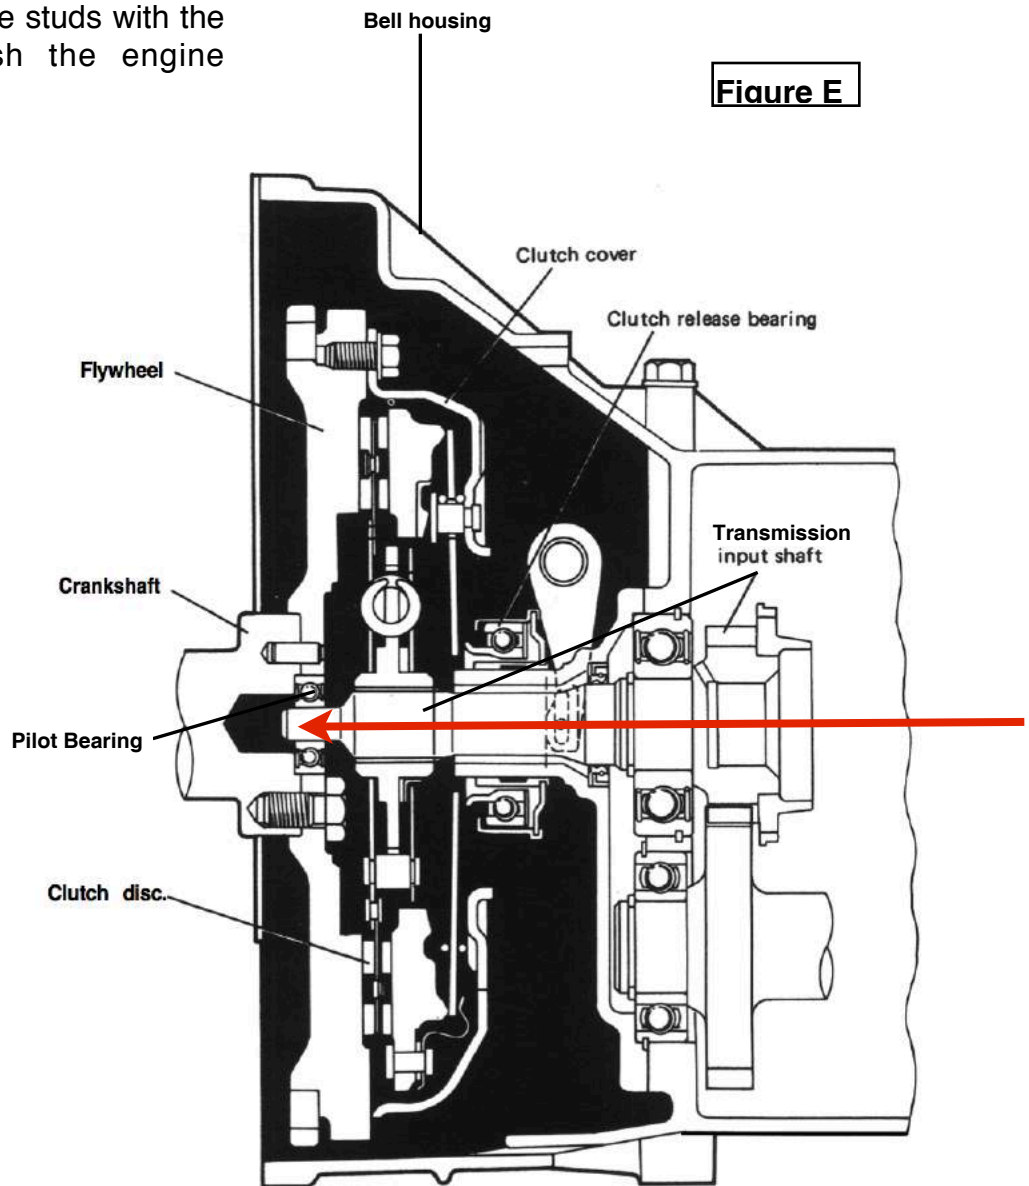 e studs with the
sh the engine
Bell housing
Figure E
Clutch cover
Clutch release bearing
Flywheel
Transmission
input shaft
Crankshaft
Pilot Bearing
Clutch disc.